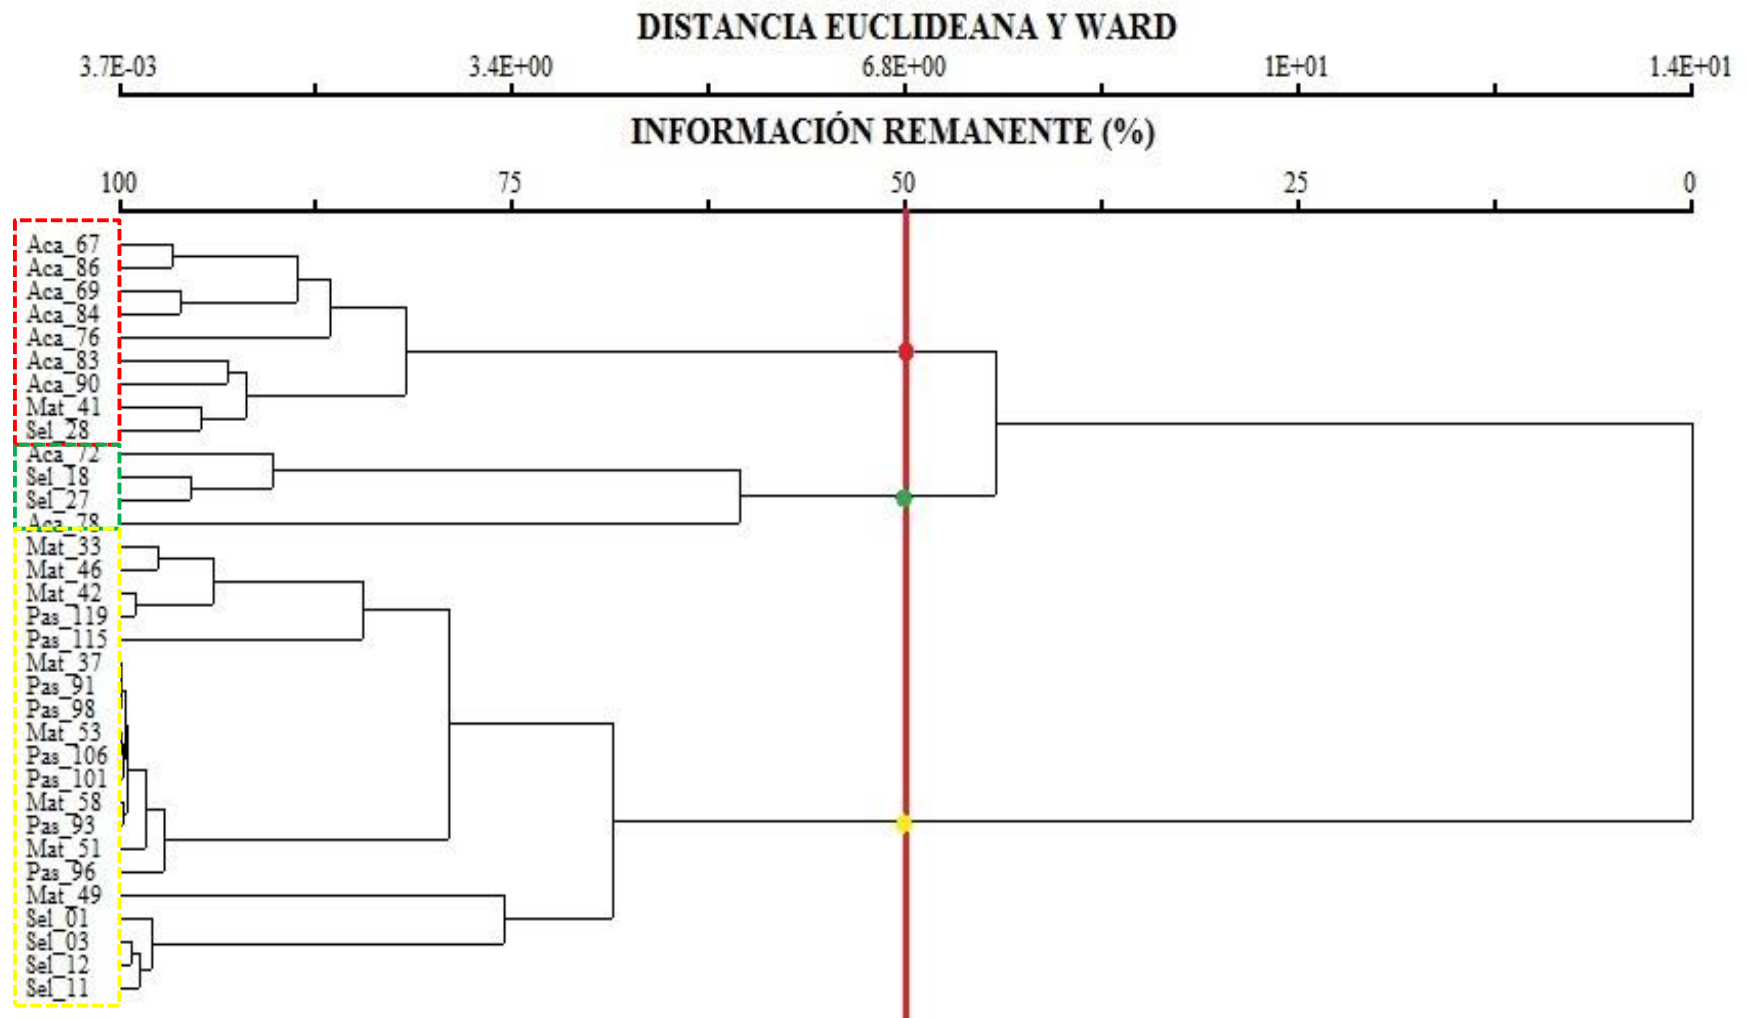 DISTANCIA EUCLIDEANA Y WARD
3.7E-03 3.4E+00 6.8E+00 1E+01 1.4E+01
INFORMACIÓN REMANENTE (%)
100 75 50 25 0
Aca_67
Aca_86
Aca_69
Aca_84
Aca_76
Aca_83
Aca_90
Mat_41
Sel_28
Aca_72
Sel_18
Sel_27
Aca_78
Mat_33
Mat_46
Mat_42
Pas_119
Pas_115
Mat_37
Pas_91
Pas_98
Mat_53
Pas_106
Pas_101
Mat_58
Pas_93
Mat_51
Pas_96
Mat_49
Sel_01
Sel_03
Sel_12
Sel_11